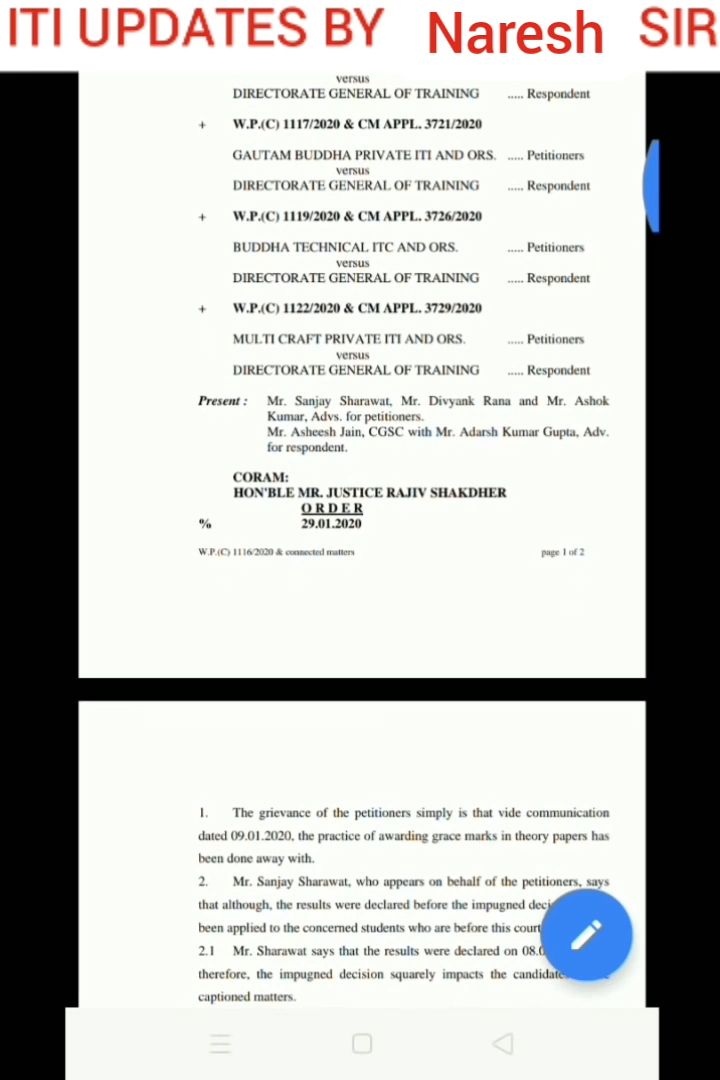 ITI UPDATES BY Naresh SIR
versus
DIRECTORATE GENERAL OF TRAINING ..... Respondent
+ W.P.(C) 1117/2020 & CM APPL. 3721/2020
GAUTAM BUDDHA PRIVATE ITI AND ORS. ..... Petitioners
versus
DIRECTORATE GENERAL OF TRAINING ..... Respondent
+ W.P.(C) 1119/2020 & CM APPL. 3726/2020
BUDDHA TECHNICAL ITC AND ORS. ..... Petitioners
versus
DIRECTORATE GENERAL OF TRAINING ..... Respondent
+ W.P.(C) 1122/2020 & CM APPL. 3729/2020
MULTI CRAFT PRIVATE ITI AND ORS. ..... Petitioners
versus
DIRECTORATE GENERAL OF TRAINING ..... Respondent
Present : Mr. Sanjay Sharawat, Mr. Divyank Rana and Mr. Ashok
Kumar, Advs. for petitioners.
Mr. Asheesh Jain, CGSC with Mr. Adarsh Kumar Gupta, Adv.
for respondent.
CORAM:
HON'BLE MR. JUSTICE RAJIV SHAKDHER
O R D E R
% 29.01.2020
W.P.(C) 1116/2020 & connected matters page 1 of 2
1. The grievance of the petitioners simply is that vide communication
dated 09.01.2020, the practice of awarding grace marks in theory papers has
been done away with.
2. Mr. Sanjay Sharawat, who appears on behalf of the petitioners, says
that although, the results were declared before the impugned
been applied to the concerned students who are before this court
2.1 Mr. Sharawat says that the results were declared on
therefore, the impugned decision squarely impacts the
captioned matters.